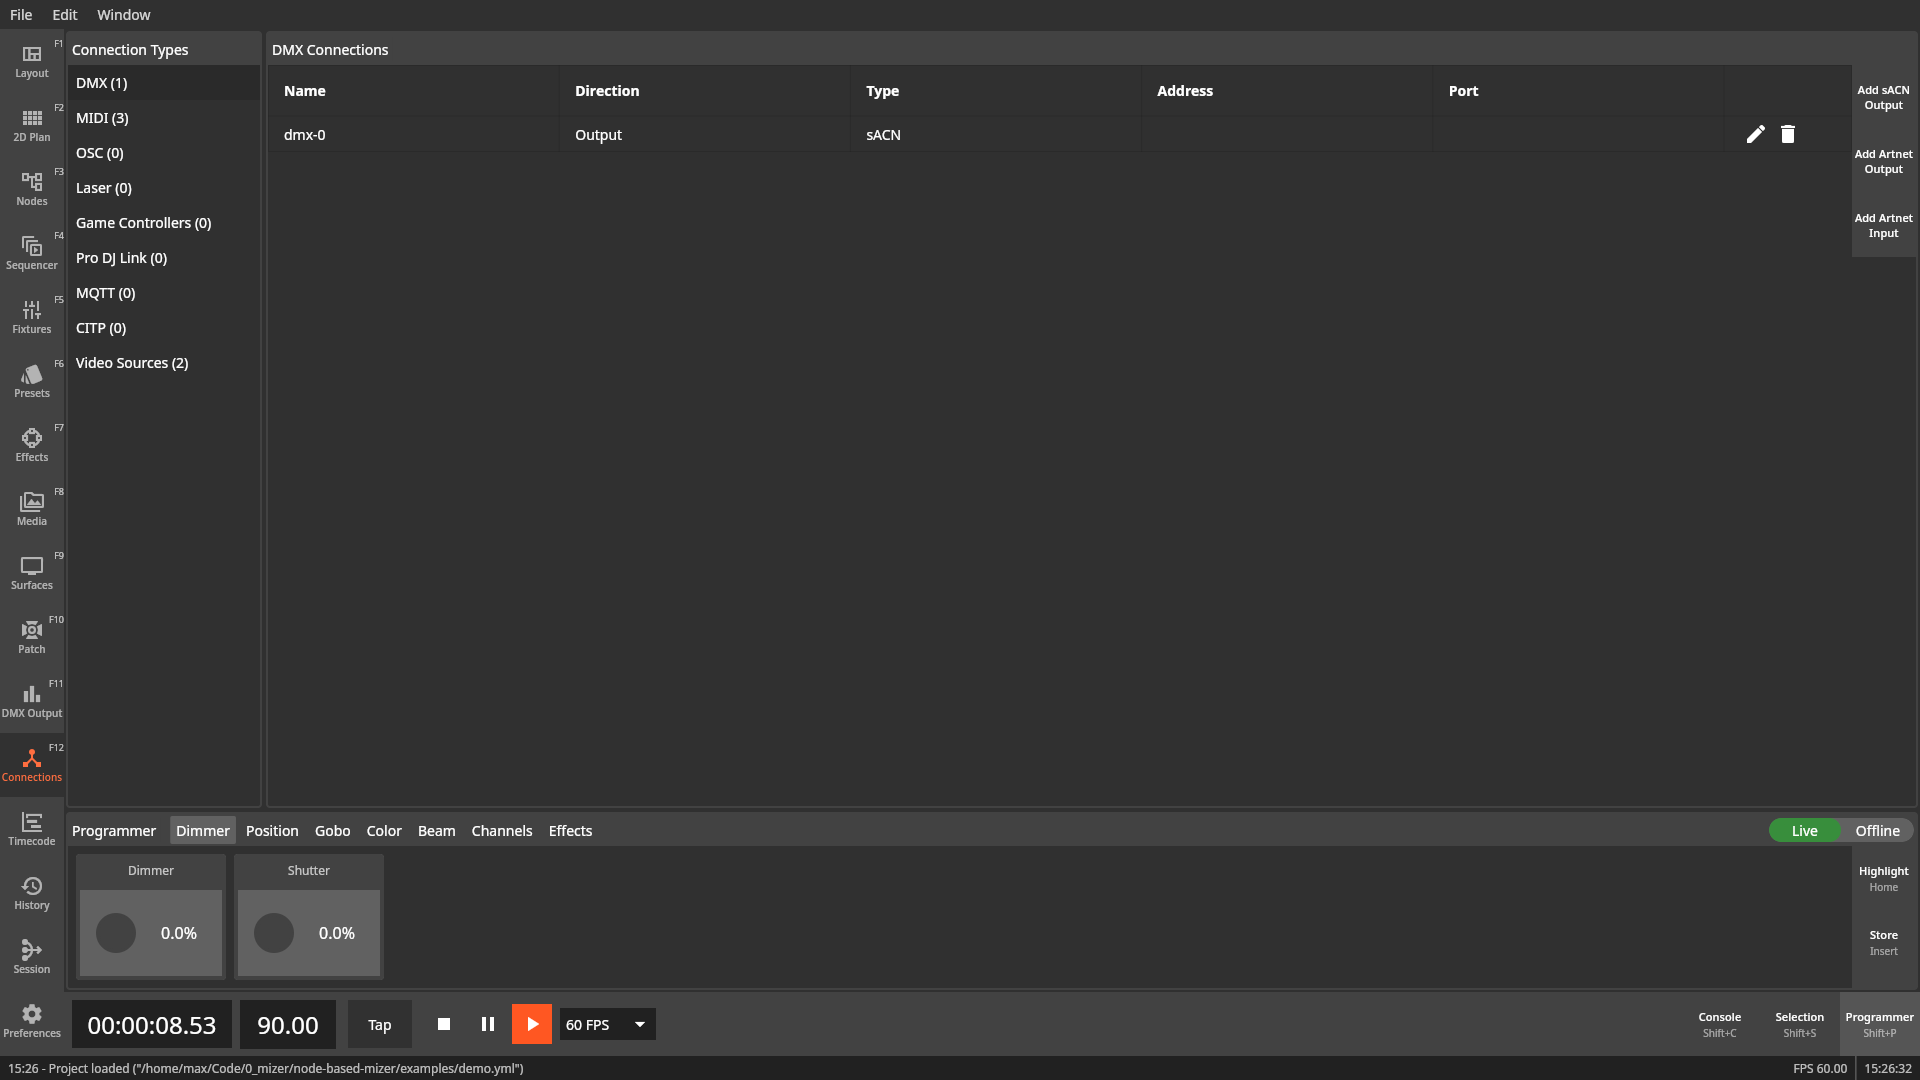 File Edit Window
F1
Layout
F2
2D Plan
F3
Nodes
F4
Sequencer
F5
Fixtures
F6
Presets
F7
Effects
F8
Media
F9
Surfaces
F10
Patch
F11
DMX Output
F12
Connections
Timecode
History
Session
Preferences
Connection Types
DMX (1)
MIDI (3)
OSC (0)
Laser (0)
Game Controllers (0)
Pro DJ Link (0)
MQTT (0)
CITP (0)
Video Sources (2)
DMX Connections
Name Direction Type Address Port
dmx-0 Output sACN
Add sACN
Output
Add Artnet
Output
Add Artnet
Input
Programmer Dimmer Position Gobo Color Beam Channels Effects
Live Offline
Dimmer
0.0%
Shutter
0.0%
Highlight
Home
Store
Insert
00:00:08.53 90.00 Tap 60 FPS
Console
Shift+C
Selection
Shift+S
Programmer
Shift+P
15:26 - Project loaded ("/home/max/Code/0_mizer/node-based-mizer/examples/demo.yml")
FPS 60.00 15:26:32